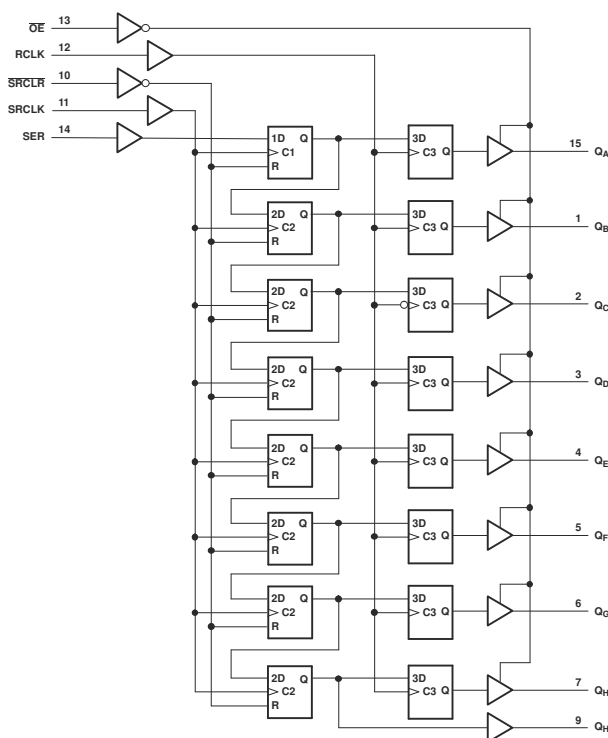 OE 13
RCLK 12
SRCLR 10
SRCLK 11
SER 14
1D Q 3D
C1 C3 Q 15 QA
R
2D Q 3D
C2 C3 Q 1 QB
R
2D Q 3D
C2 C3 Q 2 QC
R
2D Q 3D
C2 C3 Q 3 QD
R
2D Q 3D
C2 C3 Q 4 QE
R
2D Q 3D
C2 C3 Q 5 QF
R
2D Q 3D
C2 C3 Q 6 QG
R
2D Q 3D
C2 C3 Q 7 QH
R
9 QH